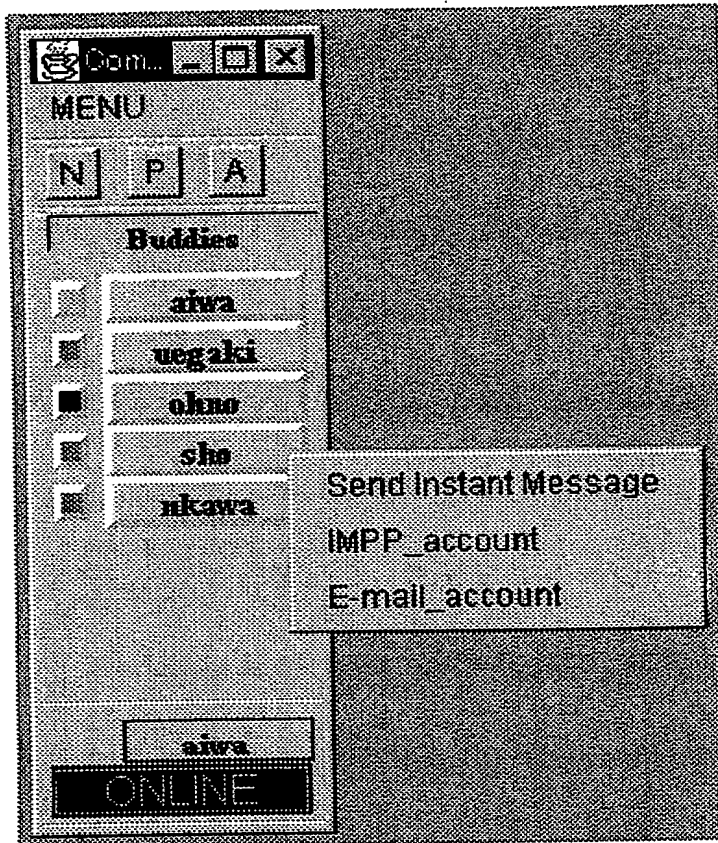 Com...
MENU
N P A
Buddies
aiwa
uegaki
ohno
sho
nkawa
Send Instant Message
IMPP_account
E-mail_account
aiwa
ONLINE